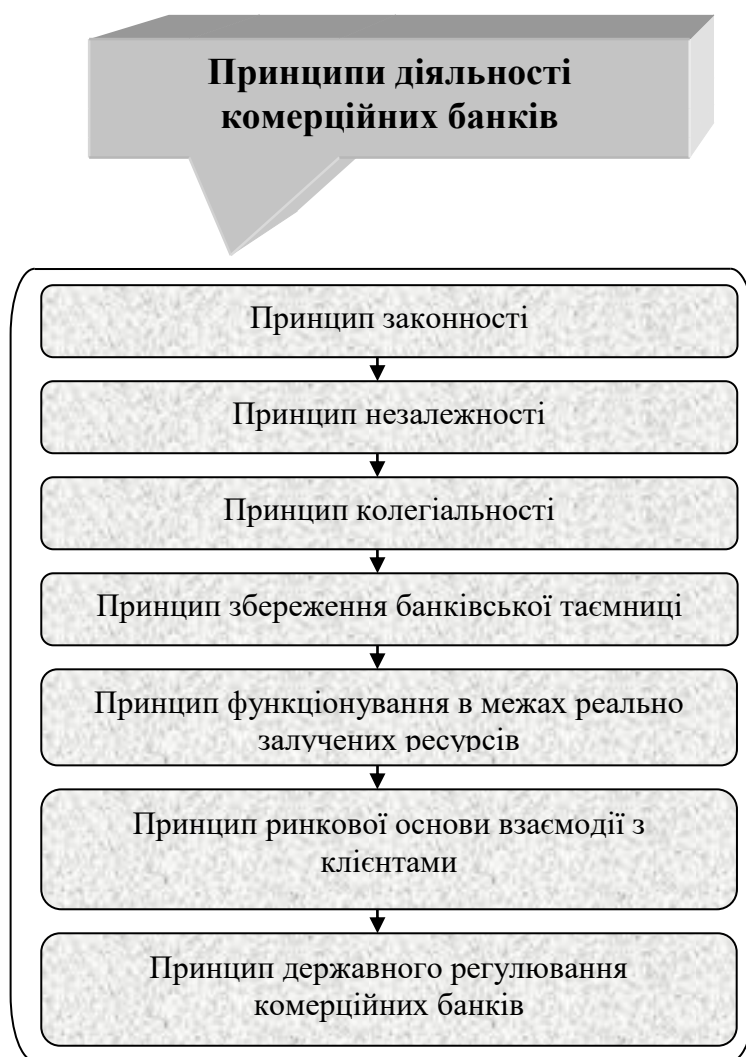 Принципи діяльності
комерційних банків
Принцип законності
Принцип незалежності
Принцип колегіальності
Принцип збереження банківської таємниці
Принцип функціонування в межах реально
залучених ресурсів
Принцип ринкової основи взаємодії з
клієнтами
Принцип державного регулювання
комерційних банків